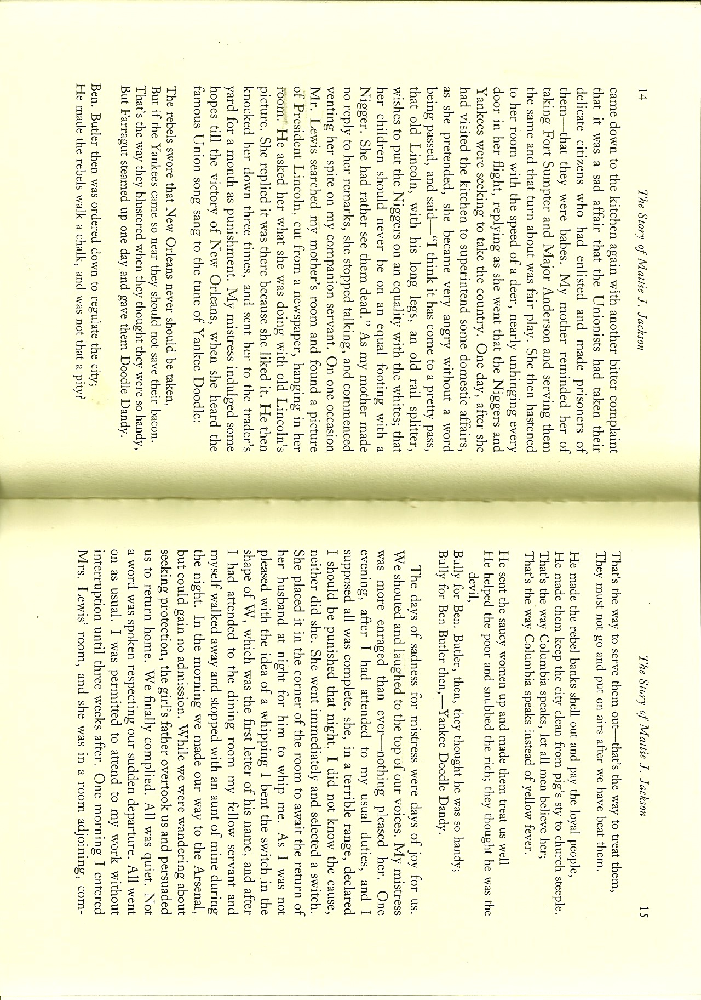 14
The Story of Mattie J. Jackson
came down to the kitchen again with another bitter complaint
that it was a sad affair that the Unionists had taken their
delicate citizens who had enlisted and made prisoners of
them—that they were babes. My mother reminded her of
taking Fort Sumpter and Major Anderson and serving them
the same and that turn about was fair play. She then hastened
to her room with the speed of a deer, nearly unhinging every
door in her flight, replying as she went that the Niggers and
Yankees were seeking to take the country. One day, after she
had visited the kitchen to superintend some domestic affairs,
as she pretended, she became very angry without a word
being passed, and said—“I think it has come to a pretty pass,
that old Lincoln, with his long legs, an old rail splitter,
wishes to put the Niggers on an equality with the whites; that
her children should never be on an equal footing with a
Nigger. She had rather see them dead.” As my mother made
no reply to her remarks, she stopped talking, and commenced
venting her spite on my companion servant. On one occasion
Mr. Lewis searched my mother’s room and found a picture
of President Lincoln, cut from a newspaper, hanging in her
room. He asked her what she was doing with old Lincoln’s
picture. She replied it was there because she liked it. He then
knocked her down three times, and sent her to the trader’s
yard for a month as punishment. My mistress indulged some
hopes till the victory of New Orleans, when she heard the
famous Union song sang to the tune of Yankee Doodle:
The rebels swore that New Orleans never should be taken,
But if the Yankees came so near they should not save their bacon.
That’s the way they blustered when they thought they were so handy,
But Farragut steamed up one day and gave them Doodle Dandy.
Ben. Butler then was ordered down to regulate the city;
He made the rebels walk a chalk, and was not that a pity?
The Story of Mattie J. Jackson
15
That’s the way to serve them out—that’s the way to treat them,
They must not go and put on airs after we have beat them.
He made the rebel banks shell out and pay the loyal people,
He made them keep the city clean from pig’s sty to church steeple.
That’s the way Columbia speaks, let all men believe her;
That’s the way Columbia speaks instead of yellow fever.
He sent the saucy women up and made them treat us well
He helped the poor and snubbed the rich; they thought he was the
devil,
Bully for Ben. Butler, then, they thought he was so handy;
Bully for Ben Butler then,—Yankee Doodle Dandy.
The days of sadness for mistress were days of joy for us.
We shouted and laughed to the top of our voices. My mistress
was more enraged than ever—nothing pleased her. One
evening, after I had attended to my usual duties, and I
supposed all was complete, she, in a terrible range, declared
I should be punished that night. I did not know the cause,
neither did she. She went immediately and selected a switch.
She placed it in the corner of the room to await the return of
her husband at night for him to whip me. As I was not
pleased with the idea of a whipping I bent the switch in the
shape of W, which was the first letter of his name, and after
I had attended to the dining room my fellow servant and
myself walked away and stopped with an aunt of mine during
the night. In the morning we made our way to the Arsenal,
but could gain no admission. While we were wandering about
seeking protection, the girl’s father overtook us and persuaded
us to return home. We finally complied. All was quiet. Not
a word was spoken respecting our sudden departure. All went
on as usual. I was permitted to attend to my work without
interruption until three weeks after. One morning I entered
Mrs. Lewis’ room, and she was in a room adjoining, com-